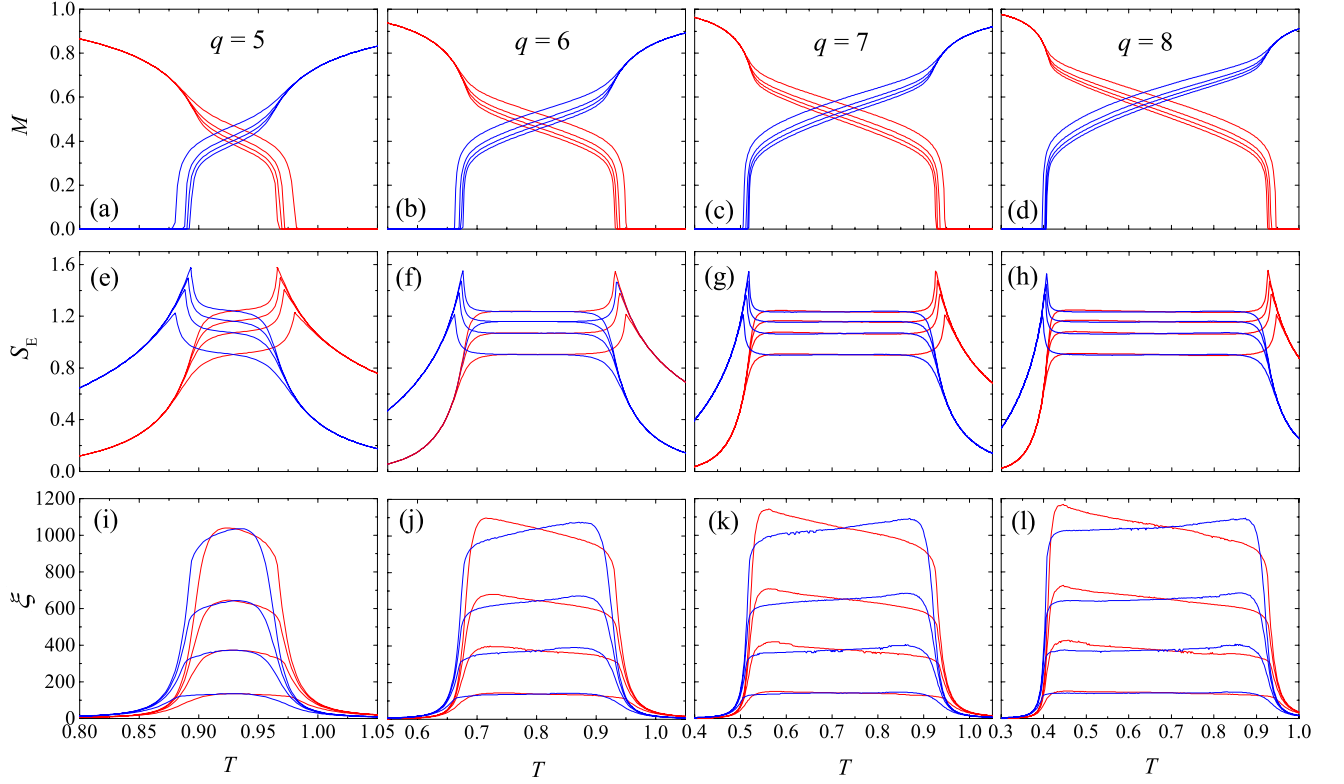 1.0
0.8
0.6
0.4
0.2
0.0
M
q = 5
q = 6
q = 7
q = 8
(a)
(b)
(c)
(d)
1.6
1.2
0.8
0.4
0.0
S_E
(e)
(f)
(g)
(h)
1200
1000
800
600
400
200
0
ξ
(i)
(j)
(k)
(l)
0.80 0.85 0.90 0.95 1.00 1.05
0.6 0.7 0.8 0.9 1.0
0.4 0.5 0.6 0.7 0.8 0.9 1.0
0.3 0.4 0.5 0.6 0.7 0.8 0.9 1.0
T
T
T
T